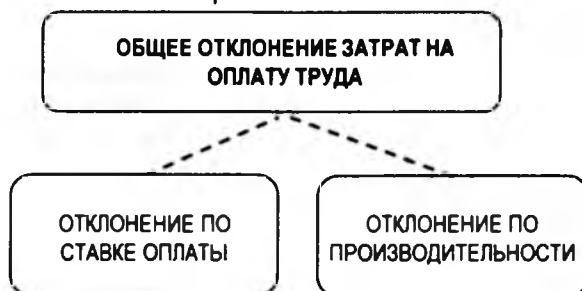 ОБЩЕЕ ОТКЛОНЕНИЕ ЗАТРАТ НА
ОПЛАТУ ТРУДА
ОТКЛОНЕНИЕ ПО
СТАВКЕ ОПЛАТЫ
ОТКЛОНЕНИЕ ПО
ПРОИЗВОДИТЕЛЬНОСТИ